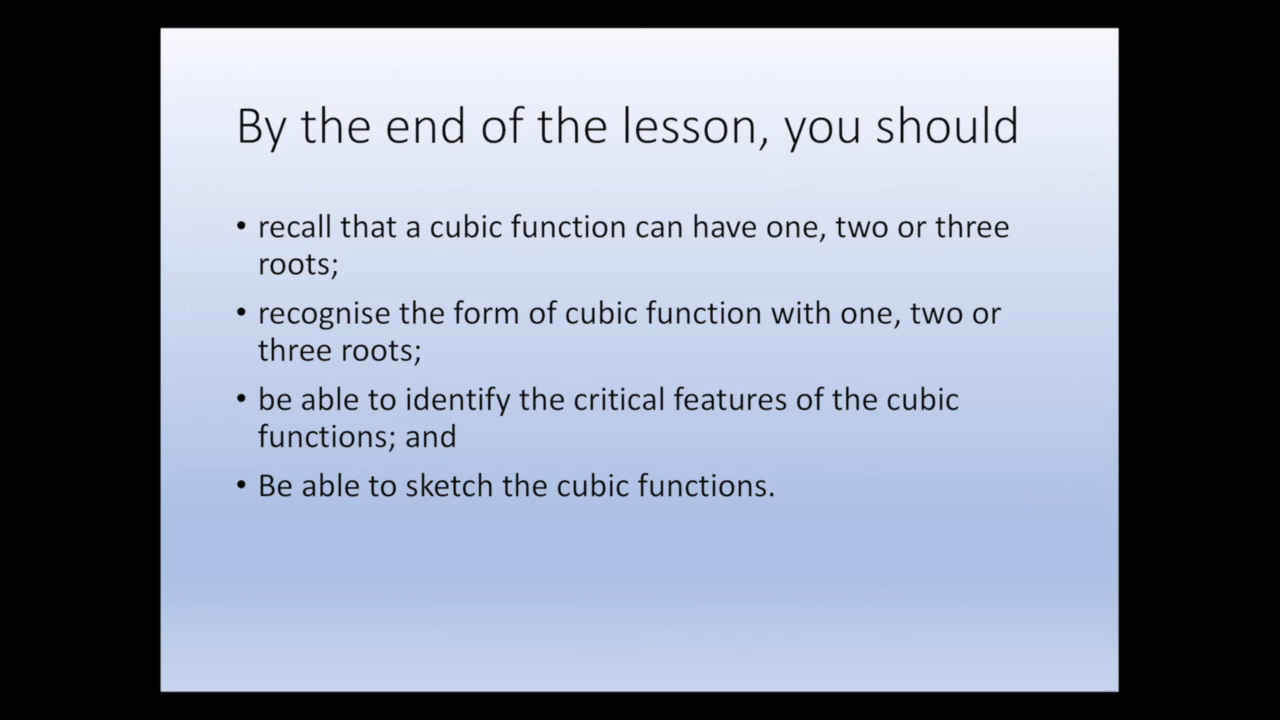 By the end of the lesson, you should
• recall that a cubic function can have one, two or three
roots;
• recognise the form of cubic function with one, two or
three roots;
• be able to identify the critical features of the cubic
functions; and
• Be able to sketch the cubic functions.